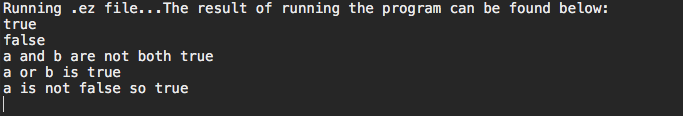 Running .ez file...The result of running the program can be found below:
true
false
a and b are not both true
a or b is true
a is not false so true